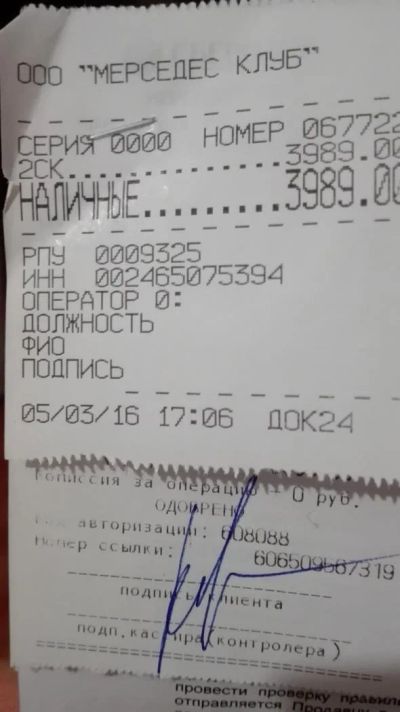 ООО "МЕРСЕДЕС КЛУБ"
СЕРИЯ 0000 НОМЕР 067722
2СК..............3989.00
НАЛИЧНЫЕ.........3989.00
РПУ 0009325
ИНН 002465075394
ОПЕРАТОР 0:
ДОЛЖНОСТЬ
ФИО
ПОДПИСЬ
05/03/16 17:06 ДОК24
Комиссия за операцию – 0 руб.
ОДОБРЕНО
Код авторизации: 608088
Номер ссылки:
606509567319
подпись клиента
подп.кассира(контролера)
провести проверку
отправляется